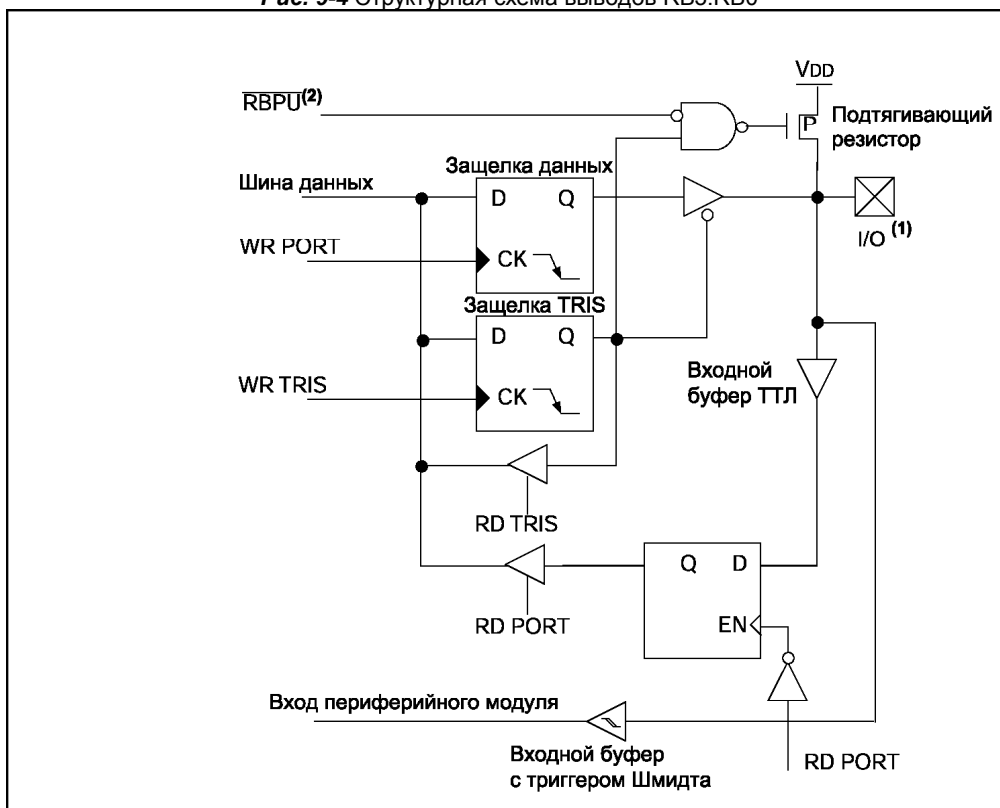 Рис. 9-4 Структурная схема выводов RB3:RB0
VDD
RBPU(2)
P
Подтягивающий
резистор
Защелка данных
Шина данных
D Q
I/O (1)
WR PORT
CK
Защелка TRIS
D Q
Входной
буфер ТТЛ
WR TRIS
CK
RD TRIS
Q D
RD PORT
EN
Вход периферийного модуля
Входной буфер
с триггером Шмидта
RD PORT